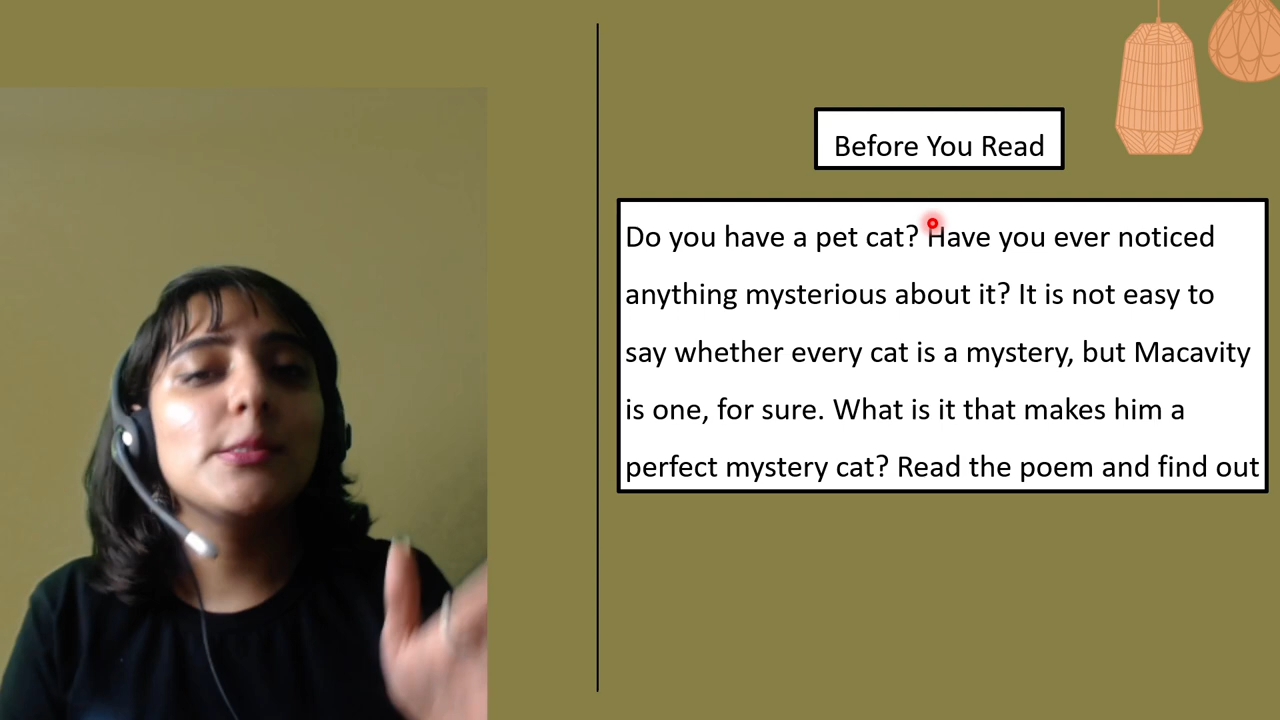 Before You Read
Do you have a pet cat? Have you ever noticed
anything mysterious about it? It is not easy to
say whether every cat is a mystery, but Macavity
is one, for sure. What is it that makes him a
perfect mystery cat? Read the poem and find out